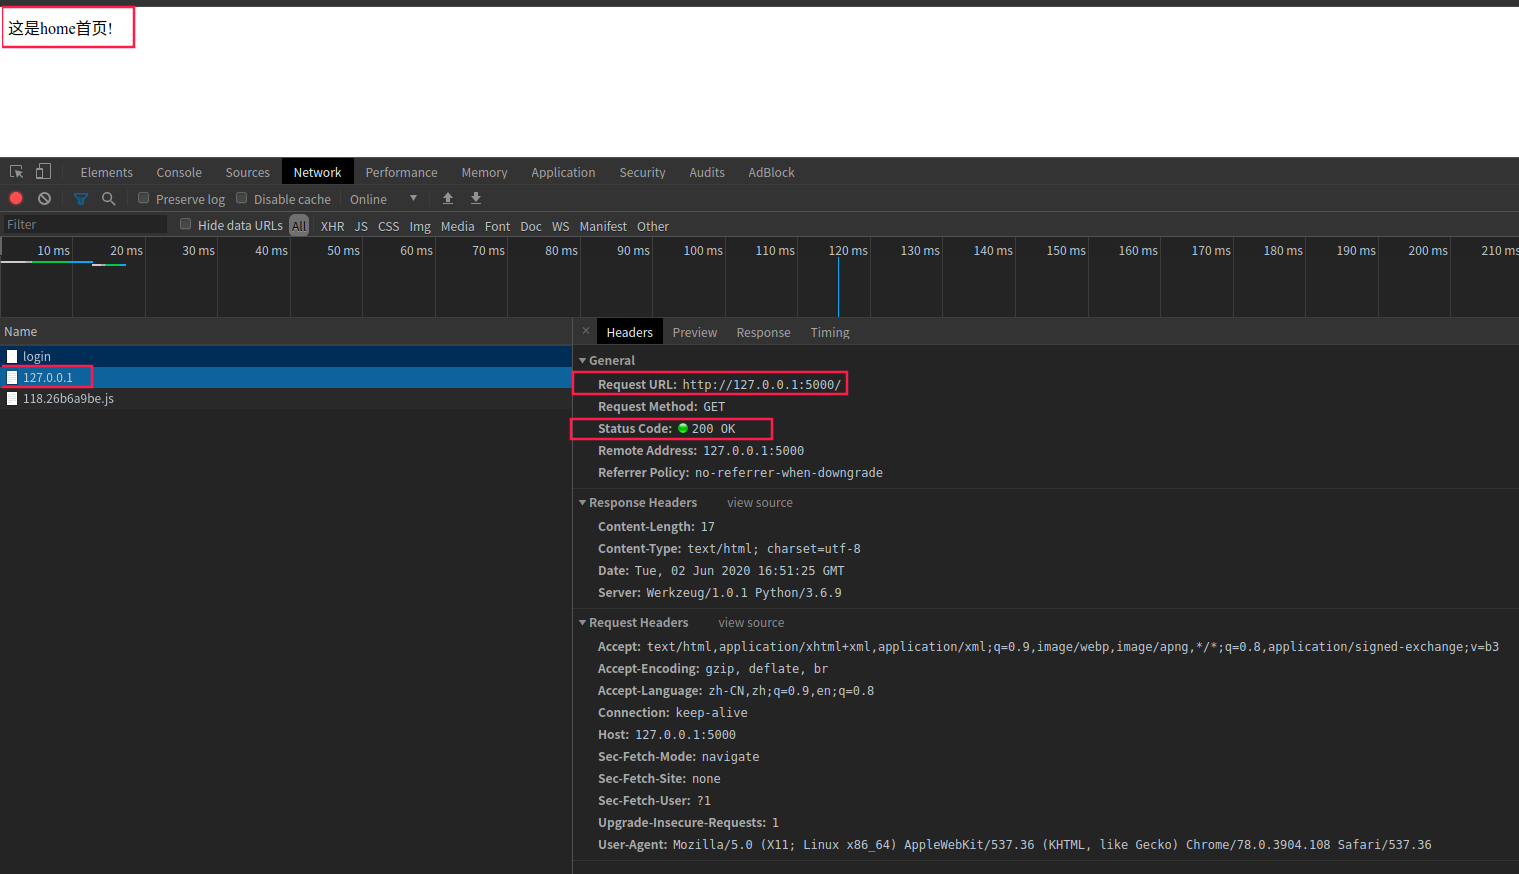 这是home首页!
Elements Console Sources Network Performance Memory Application Security Audits AdBlock
Preserve log Disable cache Online
Filter Hide data URLs All XHR JS CSS Img Media Font Doc WS Manifest Other
10 ms 20 ms 30 ms 40 ms 50 ms 60 ms 70 ms 80 ms 90 ms 100 ms 110 ms 120 ms 130 ms 140 ms 150 ms 160 ms 170 ms 180 ms 190 ms 200 ms 210 ms
Name
login
127.0.0.1
118.26b6a9be.js
× Headers Preview Response Timing
General
Request URL: http://127.0.0.1:5000/
Request Method: GET
Status Code: 200 OK
Remote Address: 127.0.0.1:5000
Referrer Policy: no-referrer-when-downgrade
Response Headers view source
Content-Length: 17
Content-Type: text/html; charset=utf-8
Date: Tue, 02 Jun 2020 16:51:25 GMT
Server: Werkzeug/1.0.1 Python/3.6.9
Request Headers view source
Accept: text/html,application/xhtml+xml,application/xml;q=0.9,image/webp,image/apng,*/*;q=0.8,application/signed-exchange;v=b3
Accept-Encoding: gzip, deflate, br
Accept-Language: zh-CN,zh;q=0.9,en;q=0.8
Connection: keep-alive
Host: 127.0.0.1:5000
Sec-Fetch-Mode: navigate
Sec-Fetch-Site: none
Sec-Fetch-User: ?1
Upgrade-Insecure-Requests: 1
User-Agent: Mozilla/5.0 (X11; Linux x86_64) AppleWebKit/537.36 (KHTML, like Gecko) Chrome/78.0.3904.108 Safari/537.36